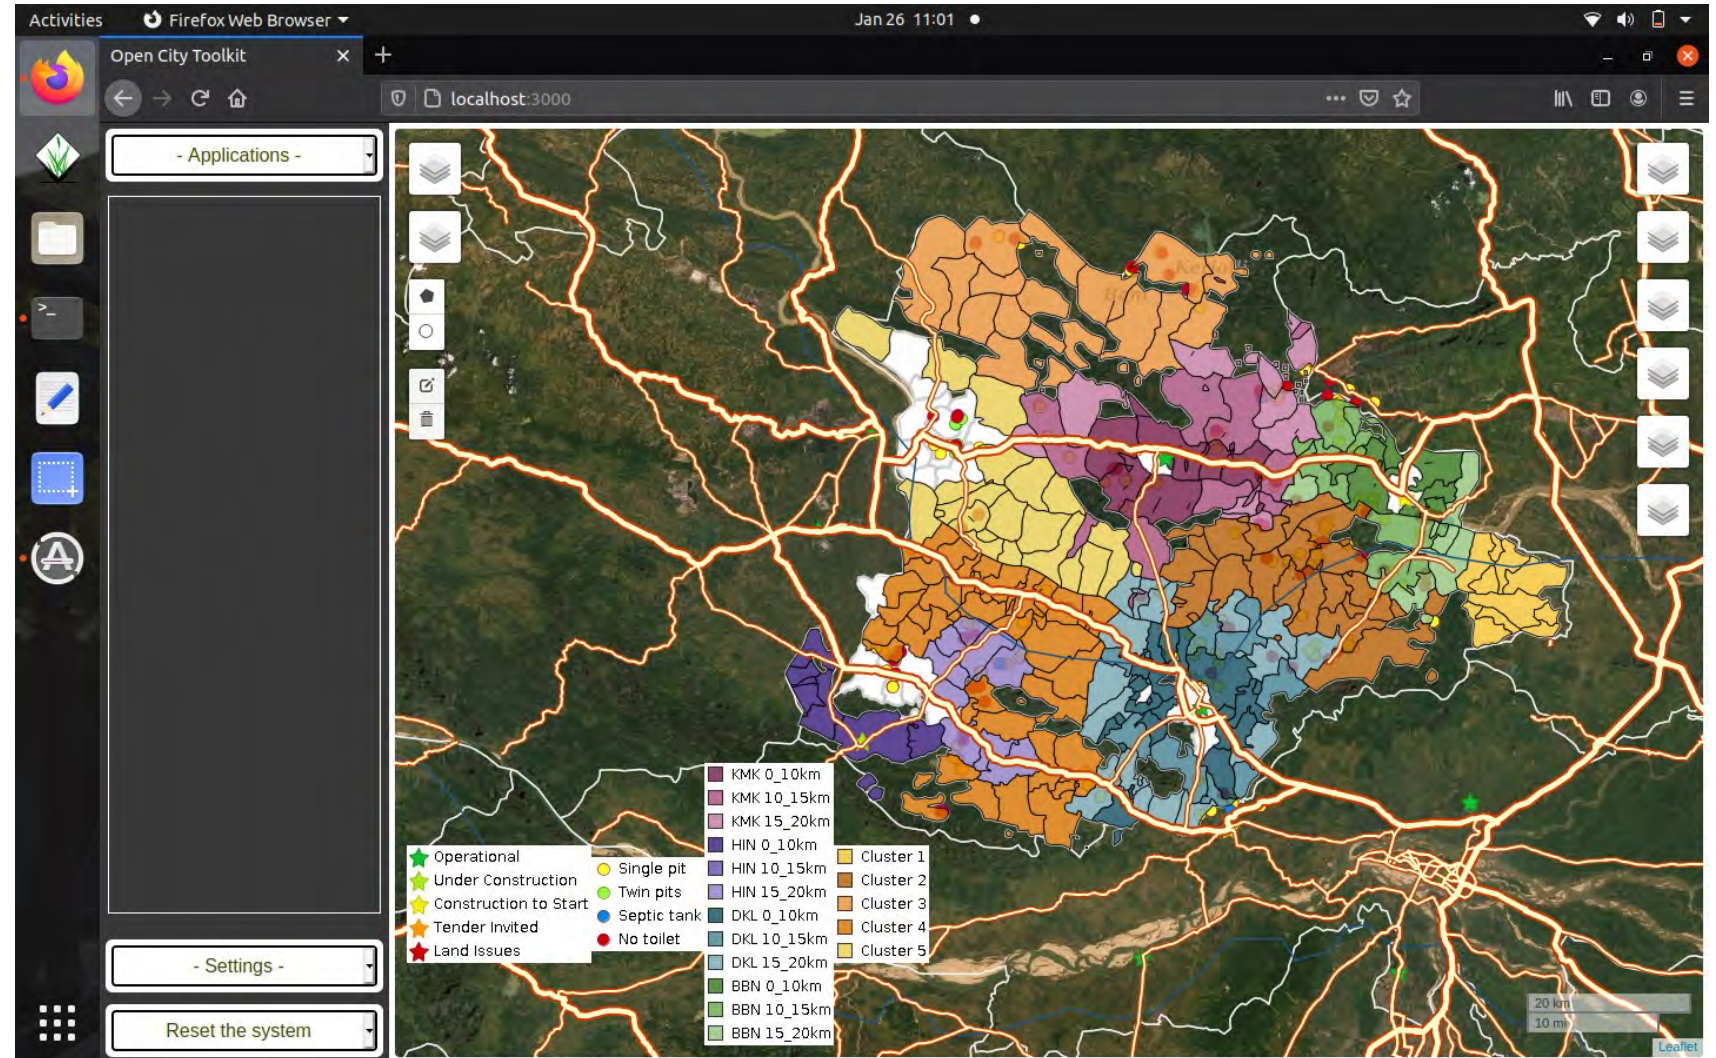 Activities
Firefox Web Browser
Jan 26 11:01
Open City Toolkit
localhost:3000
- Applications -
- Settings -
Reset the system
Operational
Under Construction
Construction to Start
Tender Invited
Land Issues
Single pit
Twin pits
Septic tank
No toilet
KMK 0_10km
KMK 10_15km
KMK 15_20km
HIN 0_10km
HIN 10_15km
HIN 15_20km
DKL 0_10km
DKL 10_15km
DKL 15_20km
BBN 0_10km
BBN 10_15km
BBN 15_20km
Cluster 1
Cluster 2
Cluster 3
Cluster 4
Cluster 5
20 km
10 mi
Leaflet